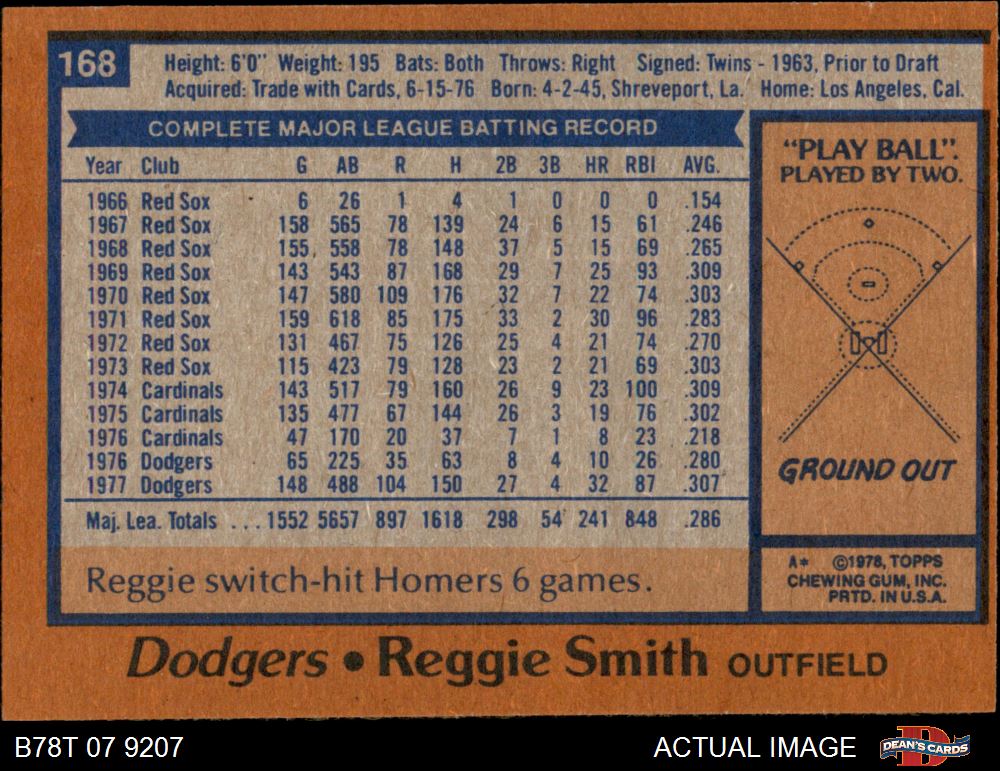 168
Height: 6'0" Weight: 195 Bats: Both Throws: Right Signed: Twins - 1963, Prior to Draft
Acquired: Trade with Cards, 6-15-76 Born: 4-2-45, Shreveport, La. Home: Los Angeles, Cal.
COMPLETE MAJOR LEAGUE BATTING RECORD
Year Club G AB R H 2B 3B HR RBI AVG.
1966 Red Sox 6 26 1 4 1 0 0 0 .154
1967 Red Sox 158 565 78 139 24 6 15 61 .246
1968 Red Sox 155 558 78 148 37 5 15 69 .265
1969 Red Sox 143 543 87 168 29 7 25 93 .309
1970 Red Sox 147 580 109 176 32 7 22 74 .303
1971 Red Sox 159 618 85 175 33 2 30 96 .283
1972 Red Sox 131 467 75 126 25 4 21 74 .270
1973 Red Sox 115 423 79 128 23 2 21 69 .303
1974 Cardinals 143 517 79 160 26 9 23 100 .309
1975 Cardinals 135 477 67 144 26 3 19 76 .302
1976 Cardinals 47 170 20 37 7 1 8 23 .218
1976 Dodgers 65 225 35 63 8 4 10 26 .280
1977 Dodgers 148 488 104 150 27 4 32 87 .307
Maj. Lea. Totals ...1552 5657 897 1618 298 54 241 848 .286
Reggie switch-hit Homers 6 games.
"PLAY BALL".
PLAYED BY TWO.
GROUND OUT
A* ©1978, TOPPS
CHEWING GUM, INC.
PRTD. IN U.S.A.
Dodgers • Reggie Smith OUTFIELD
B78T 07 9207
ACTUAL IMAGE
DEAN'S CARDS